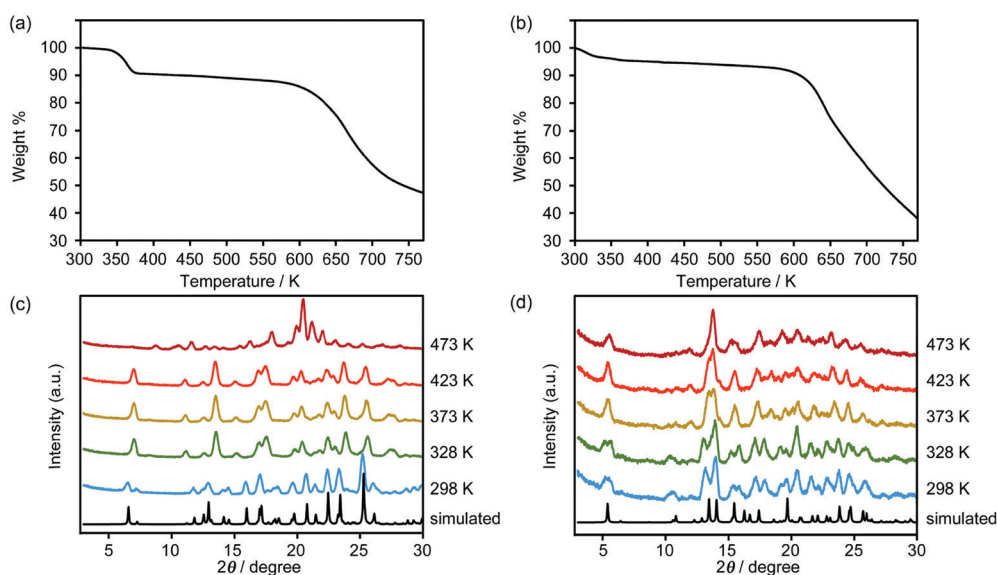 (a)
100
90
80
70
60
50
40
30
Weight %
300 350 400 450 500 550 600 650 700 750
Temperature / K
(b)
100
90
80
70
60
50
40
30
Weight %
300 350 400 450 500 550 600 650 700 750
Temperature / K
(c)
Intensity (a.u.)
473 K
423 K
373 K
328 K
298 K
simulated
5 10 15 20 25 30
2θ / degree
(d)
Intensity (a.u.)
473 K
423 K
373 K
328 K
298 K
simulated
5 10 15 20 25 30
2θ / degree